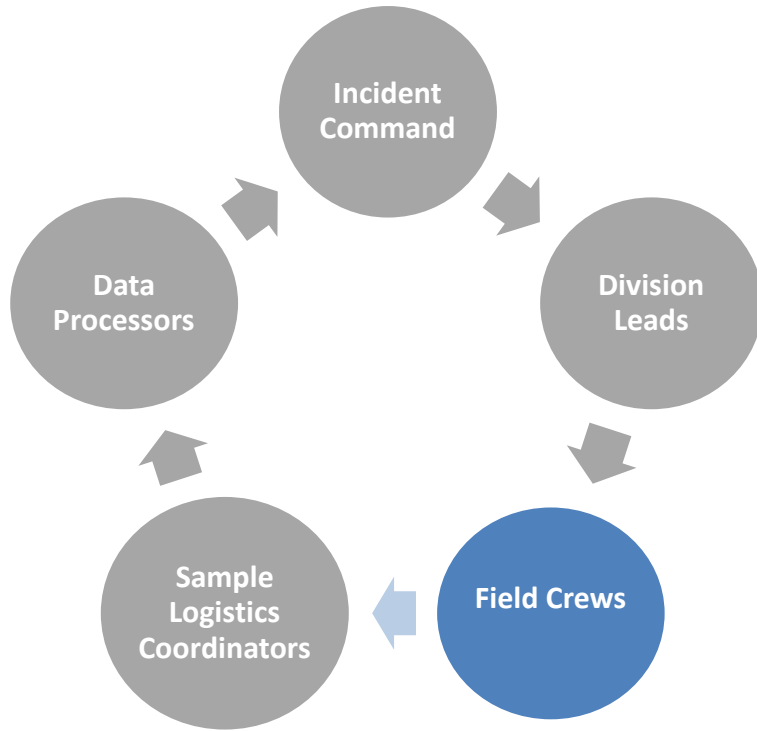 Incident
Command
Division
Leads
Field Crews
Sample
Logistics
Coordinators
Data
Processors